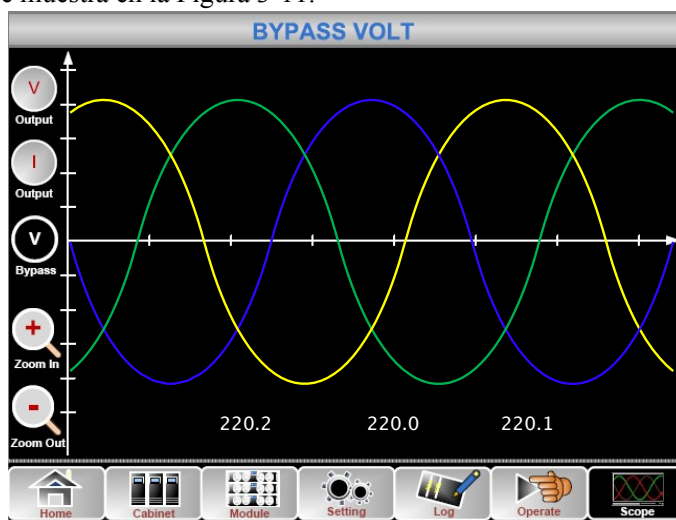 e muestra en la Figura 3-11.
BYPASS VOLT
V
Output
I
Output
V
Bypass
+
Zoom In
-
Zoom Out
220.2 220.0 220.1
Home Cabinet Module Setting Log Operate Scope